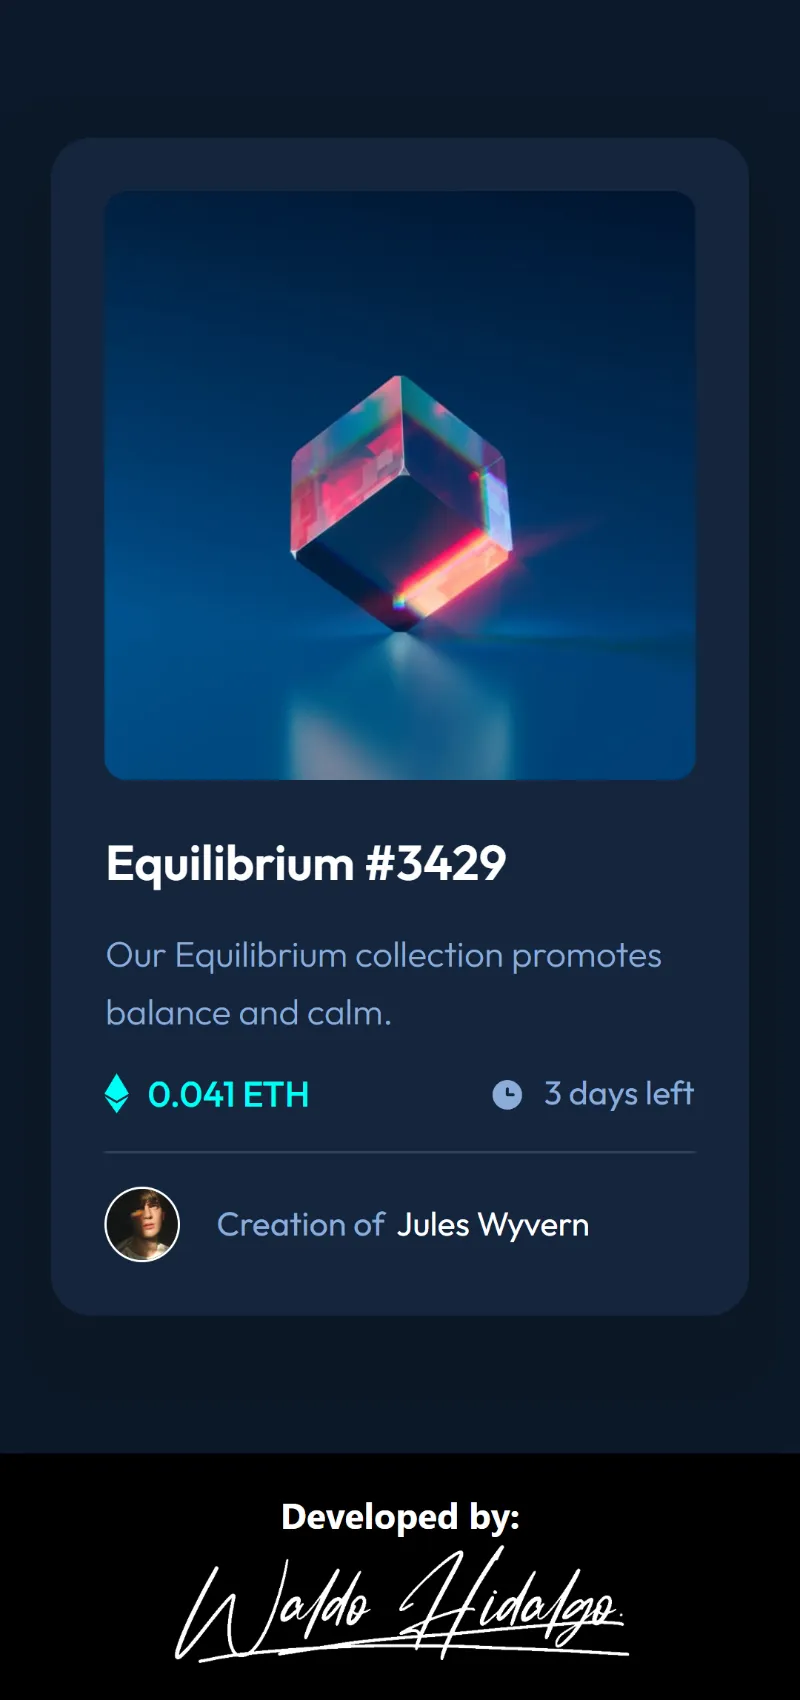 Equilibrium #3429
Our Equilibrium collection promotes
balance and calm.
0.041 ETH 3 days left
Creation of Jules Wyvern
Developed by:
Waldo Hidalgo.